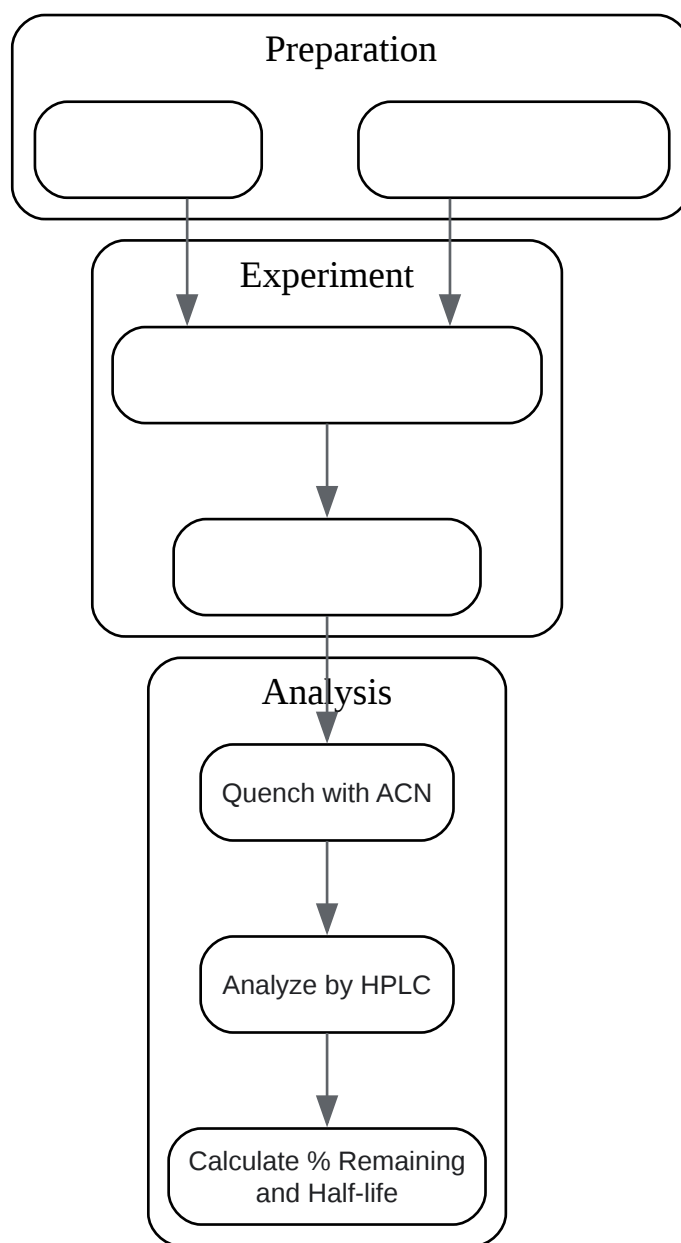 Preparation
Experiment
Analysis
Quench with ACN
Analyze by HPLC
Calculate % Remaining
and Half-life